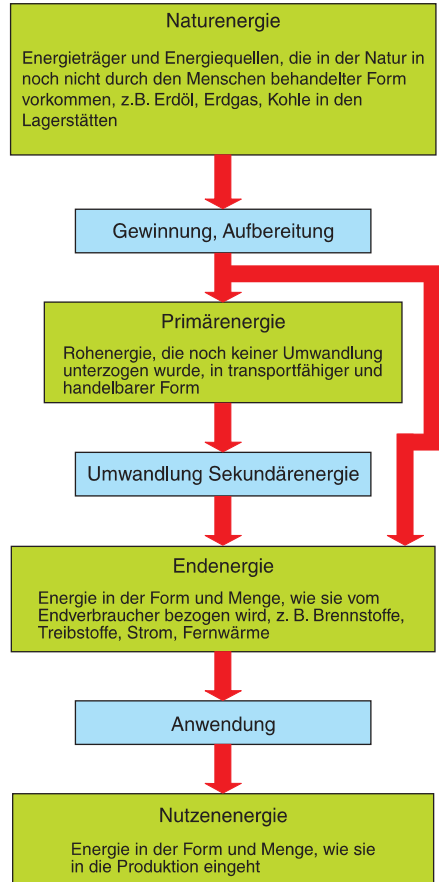 Naturenergie
Energieträger und Energiequellen, die in der Natur in
noch nicht durch den Menschen behandelter Form
vorkommen, z.B. Erdöl, Erdgas, Kohle in den
Lagerstätten
Gewinnung, Aufbereitung
Primärenergie
Rohenergie, die noch keiner Umwandlung
unterzogen wurde, in transportfähiger und
handelbarer Form
Umwandlung Sekundärenergie
Endenergie
Energie in der Form und Menge, wie sie vom
Endverbraucher bezogen wird, z. B. Brennstoffe,
Treibstoffe, Strom, Fernwärme
Anwendung
Nutzenenergie
Energie in der Form und Menge, wie sie
in die Produktion eingeht